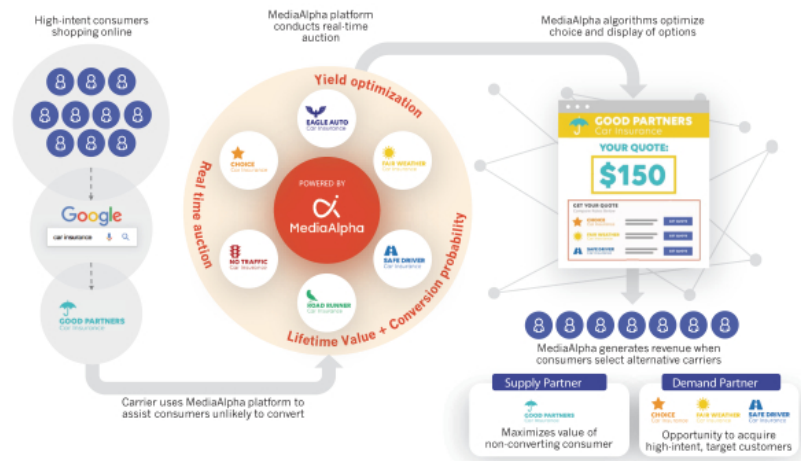 High-intent consumers
shopping online
Google
car insurance
GOOD PARTNERS
Car Insurance
Carrier uses MediaAlpha platform to
assist consumers unlikely to convert
MediaAlpha platform
conducts real-time
auction
Yield optimization
Real time auction
Lifetime Value + Conversion probability
EAGLE AUTO
Car Insurance
CHOICE
Car Insurance
FAIR WEATHER
Car Insurance
POWERED BY
MediaAlpha
NO TRAFFIC
Car Insurance
SAFE DRIVER
Car Insurance
ROAD RUNNER
Car Insurance
MediaAlpha algorithms optimize
choice and display of options
GOOD PARTNERS
Car Insurance
YOUR QUOTE:
$150
GET YOUR QUOTE
CHOICE
FAIR WEATHER
SAFE DRIVER
MediaAlpha generates revenue when
consumers select alternative carriers
Supply Partner
GOOD PARTNERS
Car Insurance
Maximizes value of
non-converting consumer
Demand Partner
CHOICE
Car Insurance
FAIR WEATHER
Car Insurance
SAFE DRIVER
Car Insurance
Opportunity to acquire
high-intent, target customers